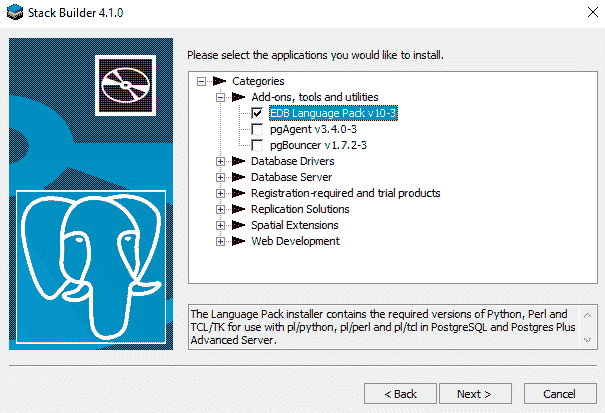 Stack Builder 4.1.0
Please select the applications you would like to install.
Categories
Add-ons, tools and utilities
EDB Language Pack v10-3
pgAgent v3.4.0-3
pgBouncer v1.7.2-3
Database Drivers
Database Server
Registration-required and trial products
Replication Solutions
Spatial Extensions
Web Development
The Language Pack installer contains the required versions of Python, Perl and
TCL/TK for use with pl/python, pl/perl and pl/tcl in PostgreSQL and Postgres Plus
Advanced Server.
< Back
Next >
Cancel